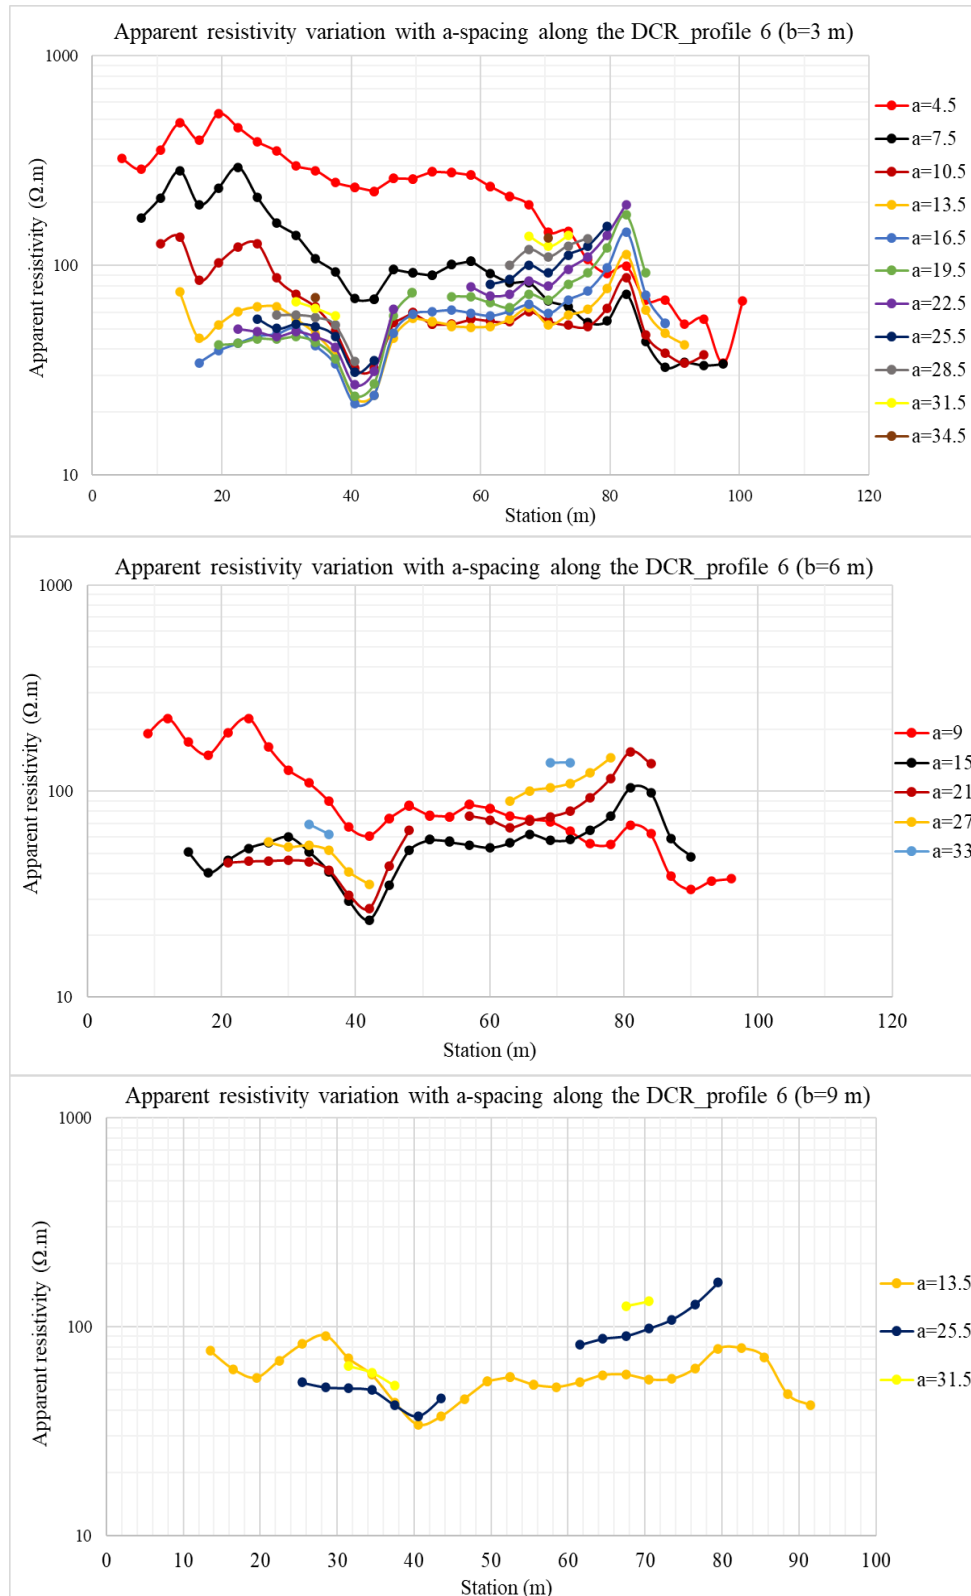 Apparent resistivity variation with a-spacing along the DCR_profile 6 (b=3 m)
1000
100
10
Apparent resistivity (Ω.m)
0 20 40 60 80 100 120
Station (m)
a=4.5
a=7.5
a=10.5
a=13.5
a=16.5
a=19.5
a=22.5
a=25.5
a=28.5
a=31.5
a=34.5
Apparent resistivity variation with a-spacing along the DCR_profile 6 (b=6 m)
1000
100
10
Apparent resistivity (Ω.m)
0 20 40 60 80 100 120
Station (m)
a=9
a=15
a=21
a=27
a=33
Apparent resistivity variation with a-spacing along the DCR_profile 6 (b=9 m)
1000
100
10
Apparent resistivity (Ω.m)
0 10 20 30 40 50 60 70 80 90 100
Station (m)
a=13.5
a=25.5
a=31.5